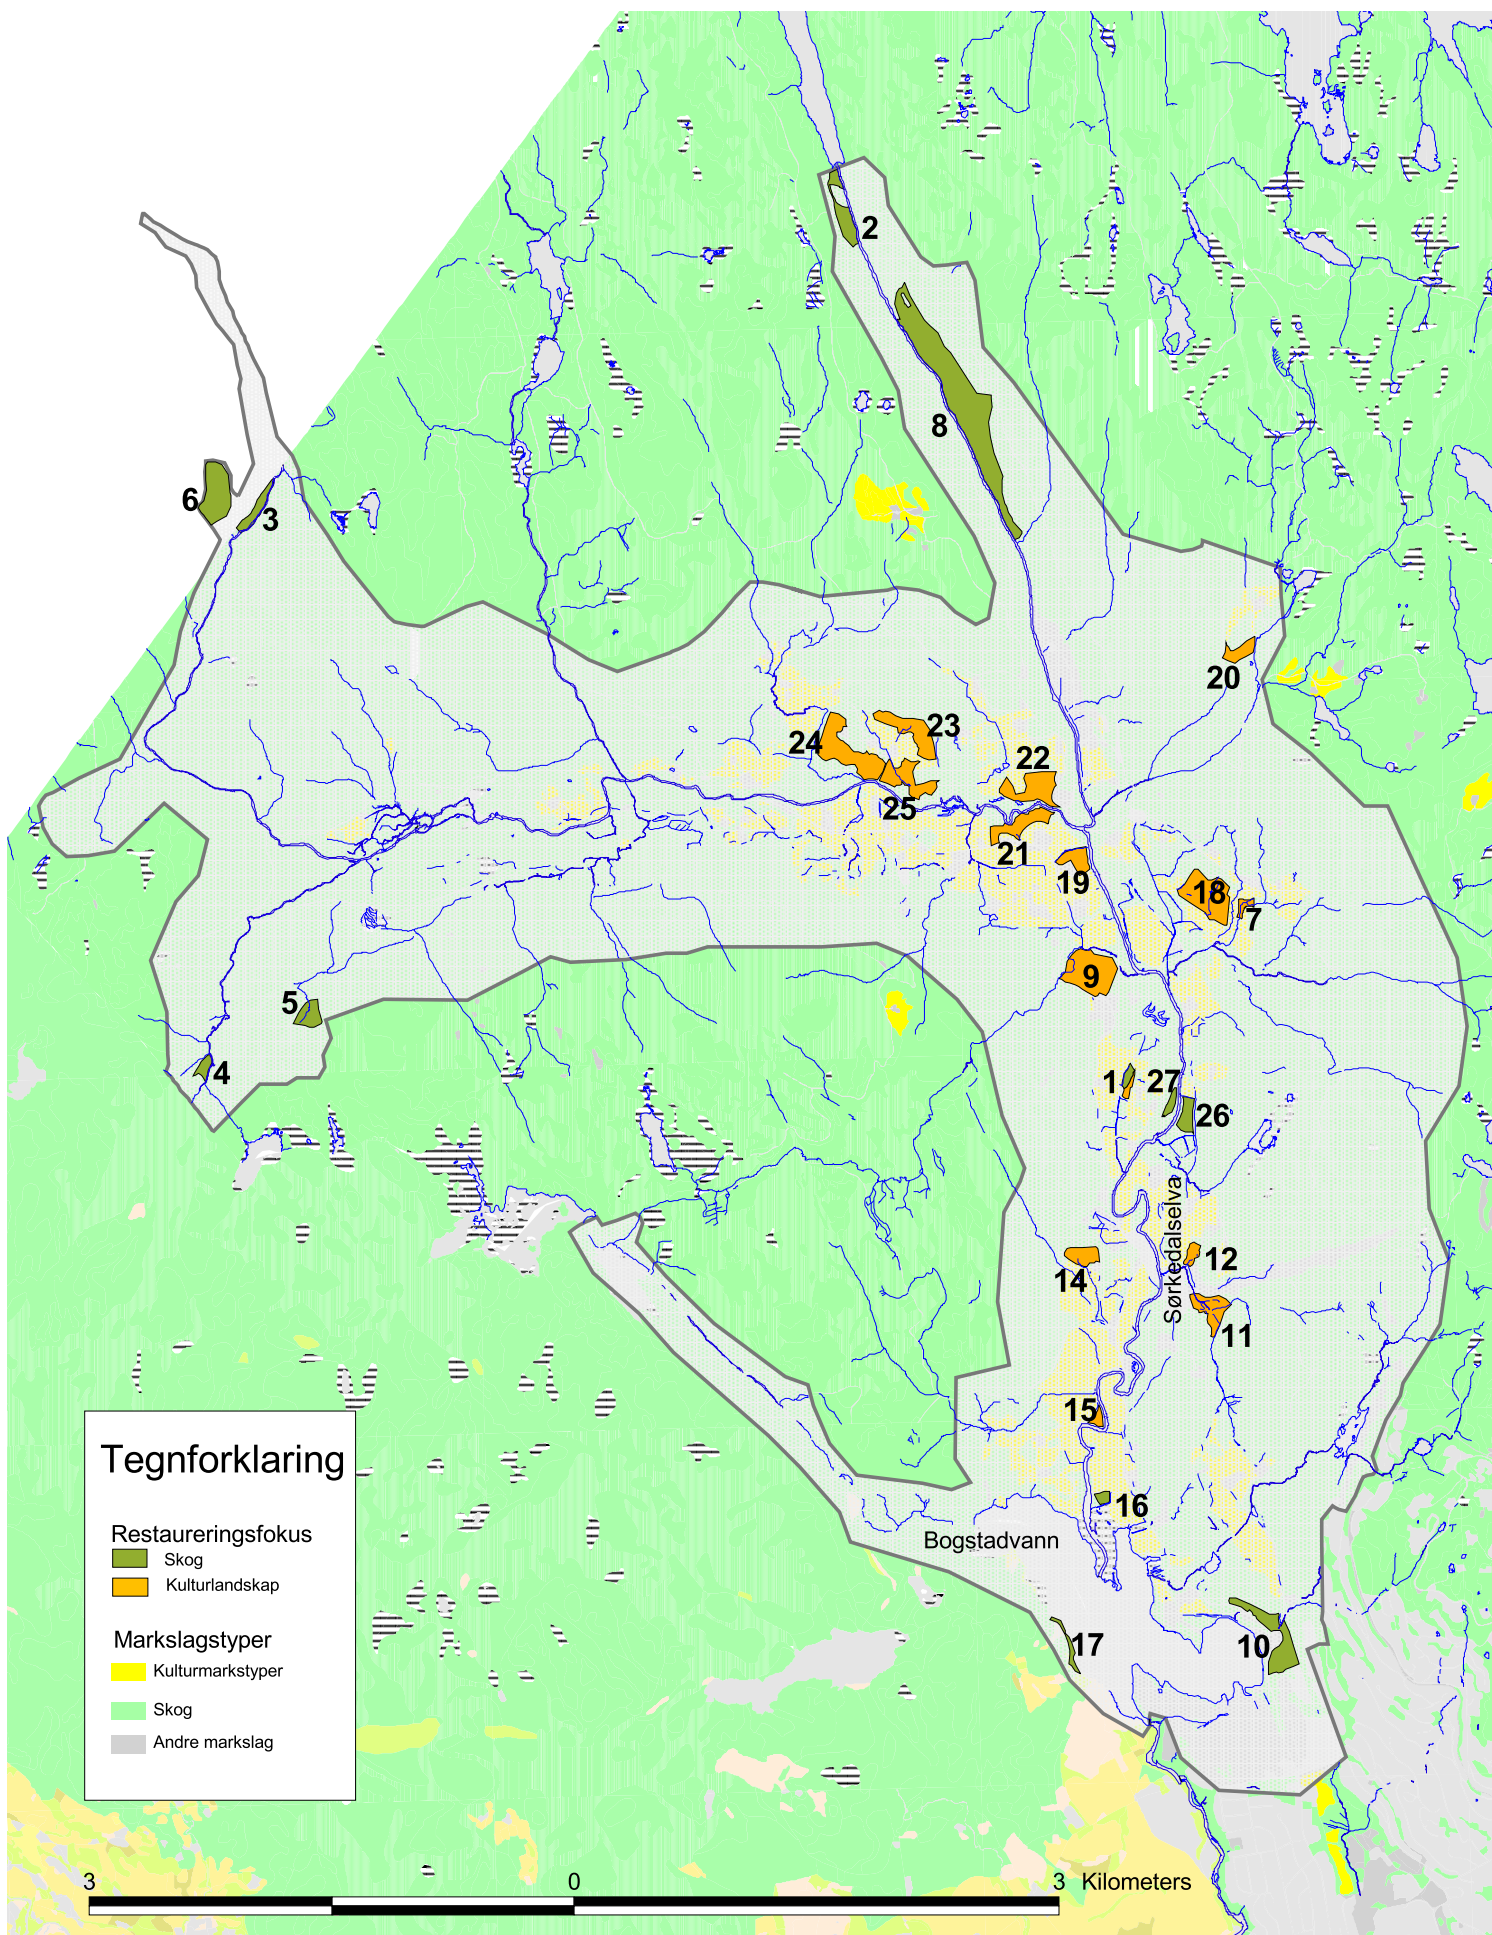 2
8
6
3
20
23
24
22
25
21
19
18
7
9
5
4
1
27
26
Sørkedalselva
12
14
11
15
16
Bogstadvann
17
10
Tegnforklaring
Restaureringsfokus
Skog
Kulturlandskap
Markslagstyper
Kulturmarkstyper
Skog
Andre markslag
3 0 3 Kilometers